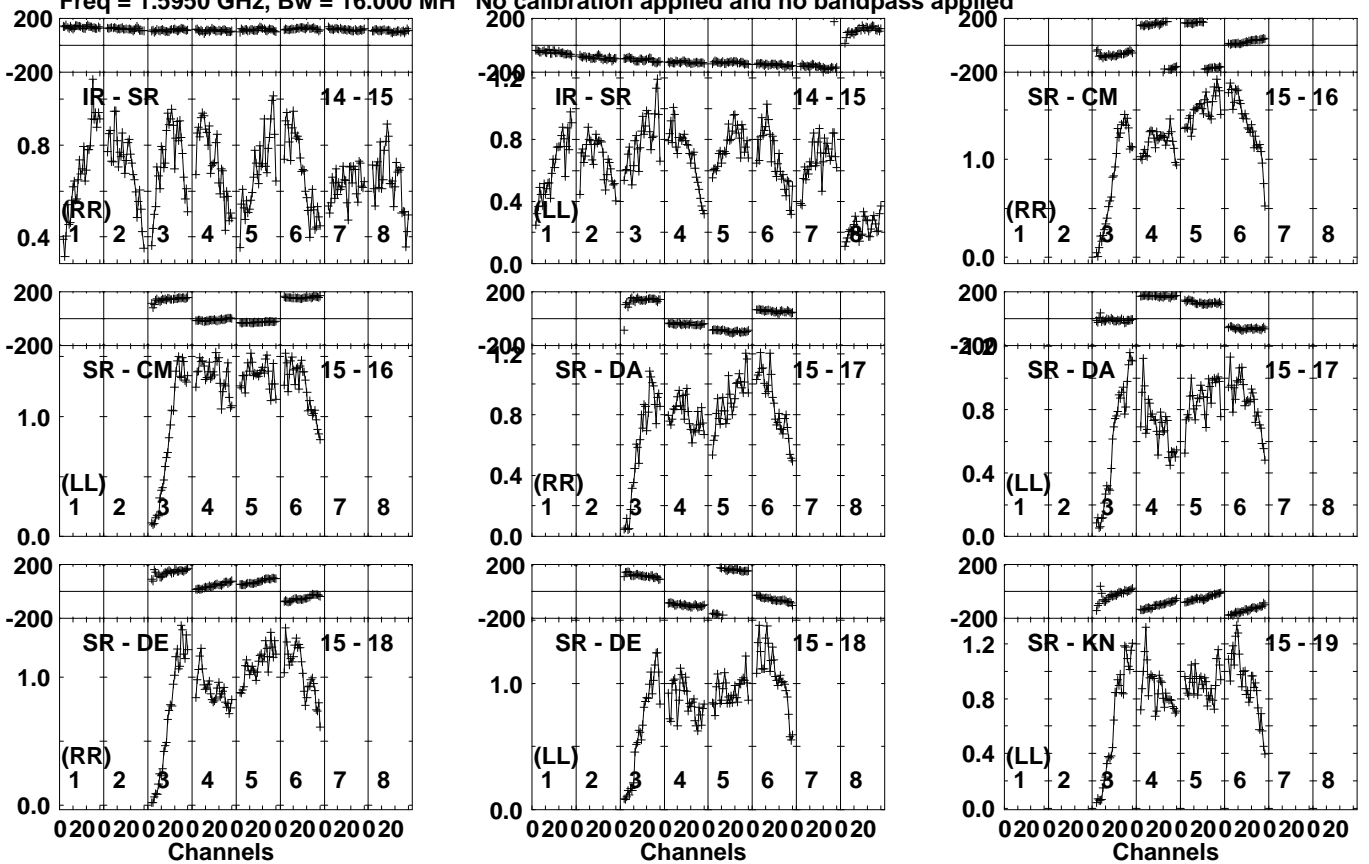 Freq = 1.5950 GHz, Bw = 16.000 MH No calibration applied and no bandpass applied
200
-200
IR - SR 14 - 15
0.8
(RR)
0.4
1 2 3 4 5 6 7 8
200
-200
1.2
IR - SR 14 - 15
0.8
0.4
(LL)
1 2 3 4 5 6 7 8
0.0
200
-200
SR - CM 15 - 16
1.0
(RR)
1 2 3 4 5 6 7 8
0.0
200
-200
SR - CM 15 - 16
1.0
(LL)
1 2 3 4 5 6 7 8
0.0
200
-200
1.2
SR - DA 15 - 17
0.8
0.4
(RR)
1 2 3 4 5 6 7 8
0.0
200
-200
1.2
SR - DA 15 - 17
0.8
0.4
(LL)
1 2 3 4 5 6 7 8
0.0
200
-200
SR - DE 15 - 18
1.0
(RR)
1 2 3 4 5 6 7 8
0.0
0 20 0 20 0 20 0 20 0 20 0 20 0 20 0 20
Channels
200
-200
SR - DE 15 - 18
1.0
(LL)
1 2 3 4 5 6 7 8
0.0
0 20 0 20 0 20 0 20 0 20 0 20 0 20 0 20
Channels
200
-200
SR - KN 15 - 19
1.2
0.8
0.4
(LL)
1 2 3 4 5 6 7 8
0.0
0 20 0 20 0 20 0 20 0 20 0 20 0 20 0 20
Channels